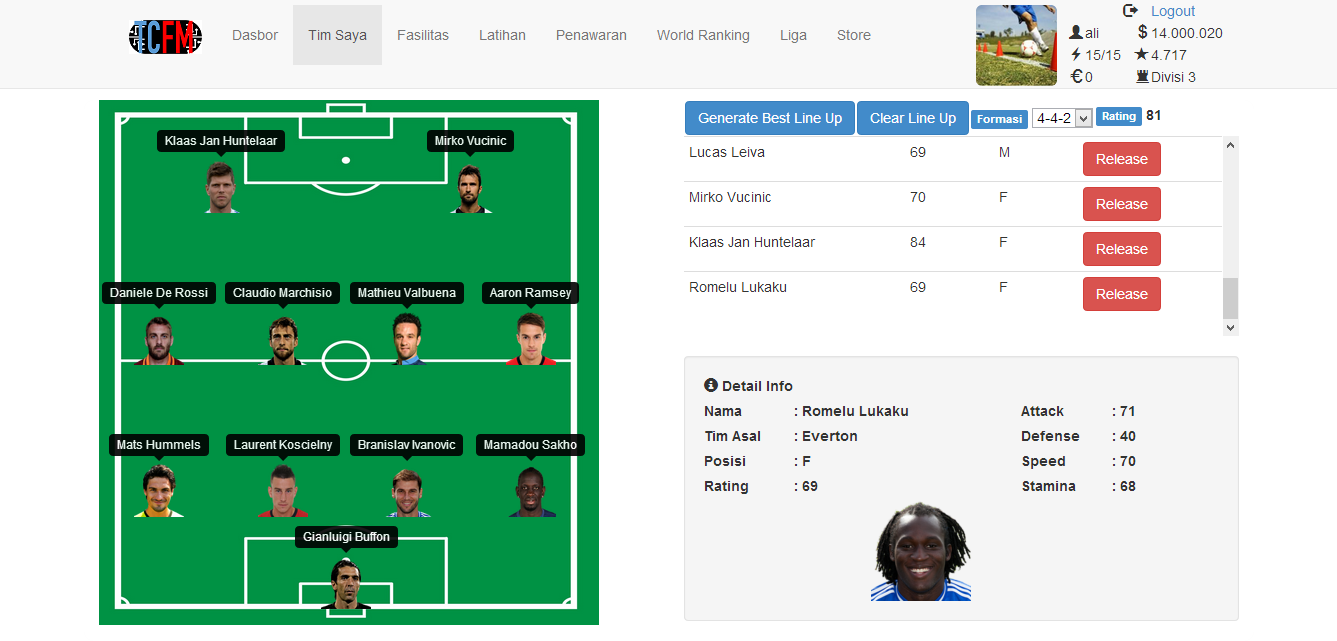 TCFM
Dasbor Tim Saya Fasilitas Latihan Penawaran World Ranking Liga Store
Logout
ali $ 14.000.020
15/15 4.717
€ 0 Divisi 3
Generate Best Line Up Clear Line Up Formasi 4-4-2 Rating 81
Lucas Leiva 69 M Release
Mirko Vucinic 70 F Release
Klaas Jan Huntelaar 84 F Release
Romelu Lukaku 69 F Release
Klaas Jan Huntelaar Mirko Vucinic
Daniele De Rossi Claudio Marchisio Mathieu Valbuena Aaron Ramsey
Mats Hummels Laurent Koscielny Branislav Ivanovic Mamadou Sakho
Gianluigi Buffon
Detail Info
Nama : Romelu Lukaku Attack : 71
Tim Asal : Everton Defense : 40
Posisi : F Speed : 70
Rating : 69 Stamina : 68